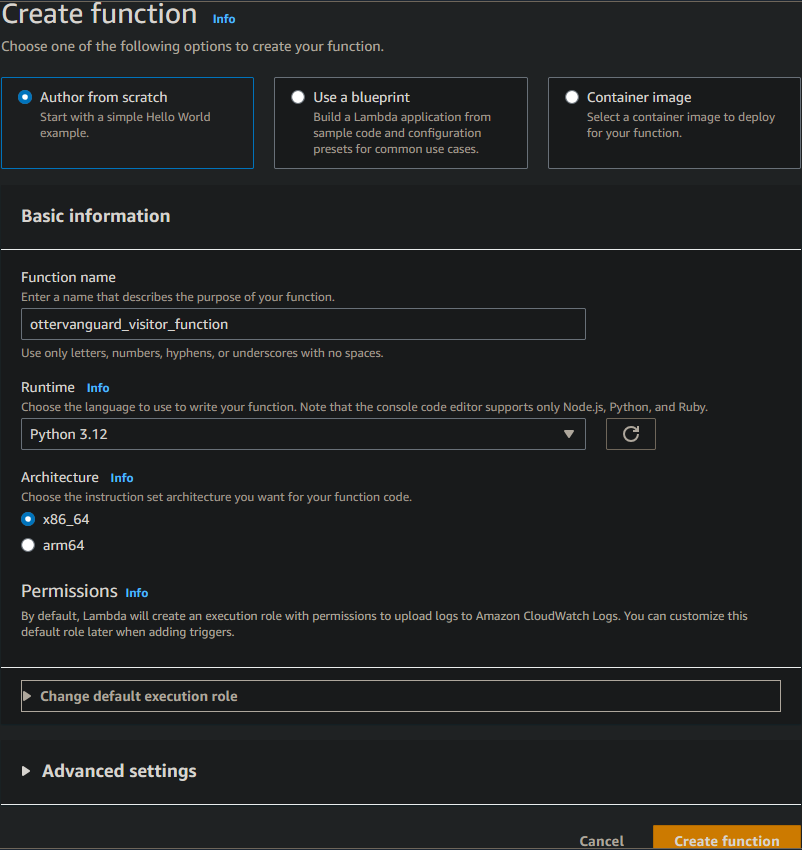 Create function Info
Choose one of the following options to create your function.
Author from scratch
Start with a simple Hello World
example.
Use a blueprint
Build a Lambda application from
sample code and configuration
presets for common use cases.
Container image
Select a container image to deploy
for your function.
Basic information
Function name
Enter a name that describes the purpose of your function.
ottervanguard_visitor_function
Use only letters, numbers, hyphens, or underscores with no spaces.
Runtime Info
Choose the language to use to write your function. Note that the console code editor supports only Node.js, Python, and Ruby.
Python 3.12
Architecture Info
Choose the instruction set architecture you want for your function code.
x86_64
arm64
Permissions Info
By default, Lambda will create an execution role with permissions to upload logs to Amazon CloudWatch Logs. You can customize this
default role later when adding triggers.
Change default execution role
Advanced settings
Cancel Create function